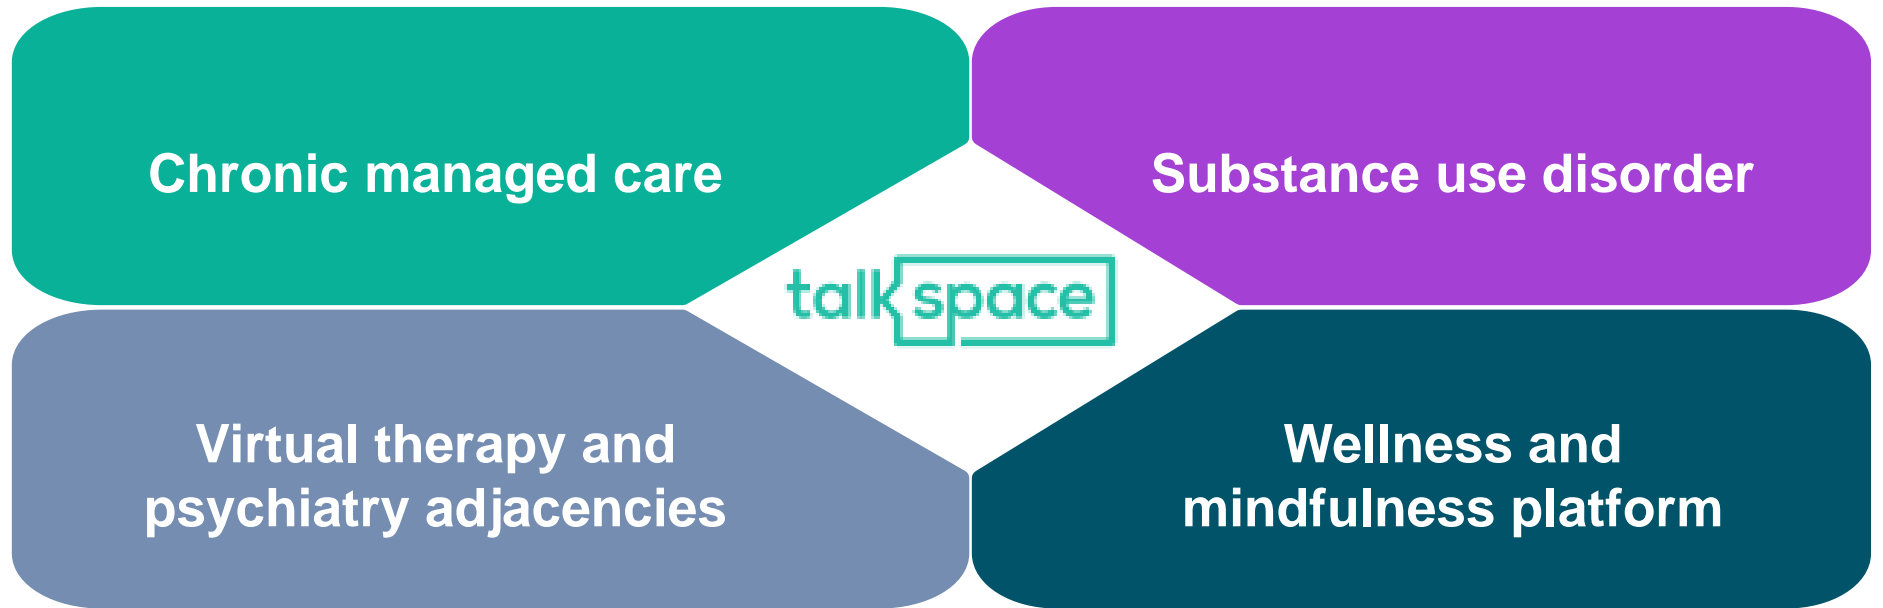 Chronic managed care
Substance use disorder
talkspace
Virtual therapy and
psychiatry adjacencies
Wellness and
mindfulness platform